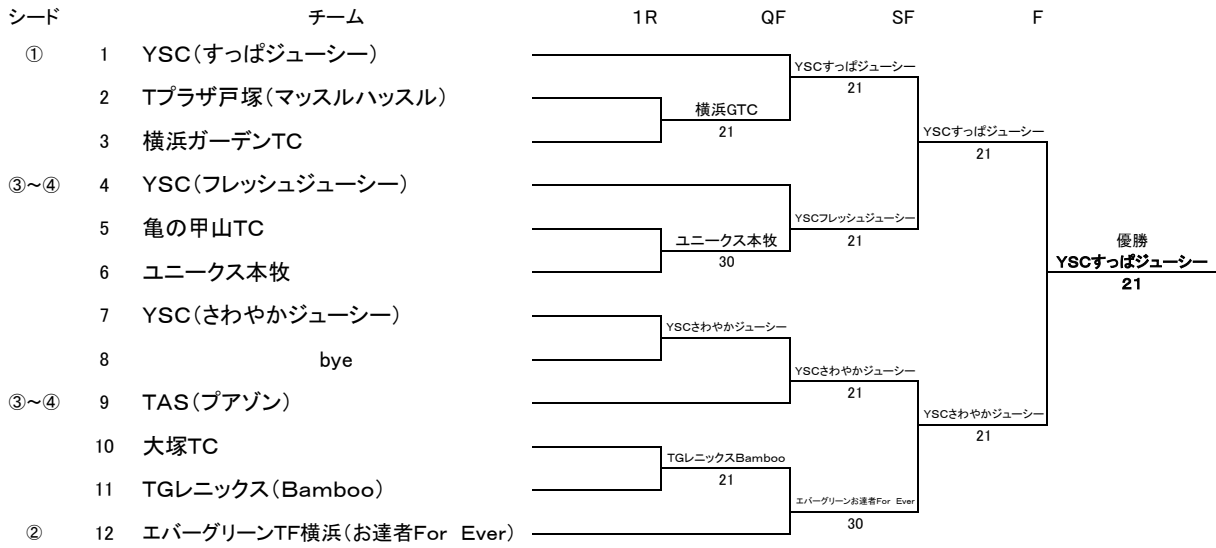 シード チーム 1R QF SF F
① 1 YSC(すっぱジューシー)
YSCすっぱジューシー
21
2 Tプラザ戸塚(マッスルハッスル)
横浜GTC
21
3 横浜ガーデンTC
YSCすっぱジューシー
21
③～④ 4 YSC(フレッシュジューシー)
YSCフレッシュジューシー
21
5 亀の甲山TC
ユニークス本牧
30
6 ユニークス本牧
優勝
YSCすっぱジューシー
21
7 YSC(さわやかジューシー)
YSCさわやかジューシー
8 bye
YSCさわやかジューシー
21
③～④ 9 TAS(プアゾン)
YSCさわやかジューシー
21
10 大塚TC
TGレニックスBamboo
21
11 TGレニックス(Bamboo)
エバーグリーンお達者For Ever
30
② 12 エバーグリーンTF横浜(お達者For Ever)